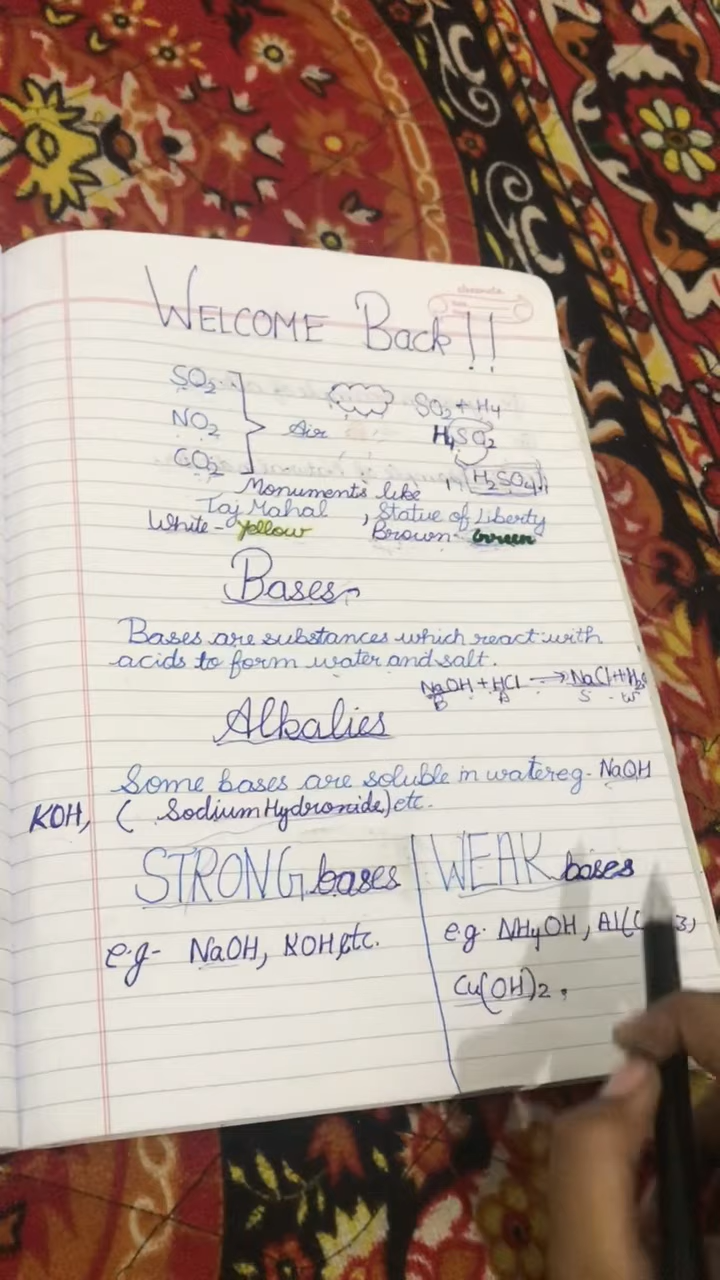 classmate
WELCOME Back!!
SO2
NO2
CO2
Air
SO2 + H4
H4SO2
H2SO4
Monuments like
Taj Mahal , Statue of Liberty
White - Yellow Brown - Green
Bases
Bases are substances which react with
acids to form water and salt.
NaOH + HCl → NaCl + H2O
B A S W
Alkalies
Some bases are soluble in water eg. NaOH
KOH, ( Sodium Hydroxide) etc.
STRONG bases WEAK bases
e.g- NaOH, KOH, etc. e.g. NH4OH,
Cu(OH)2.